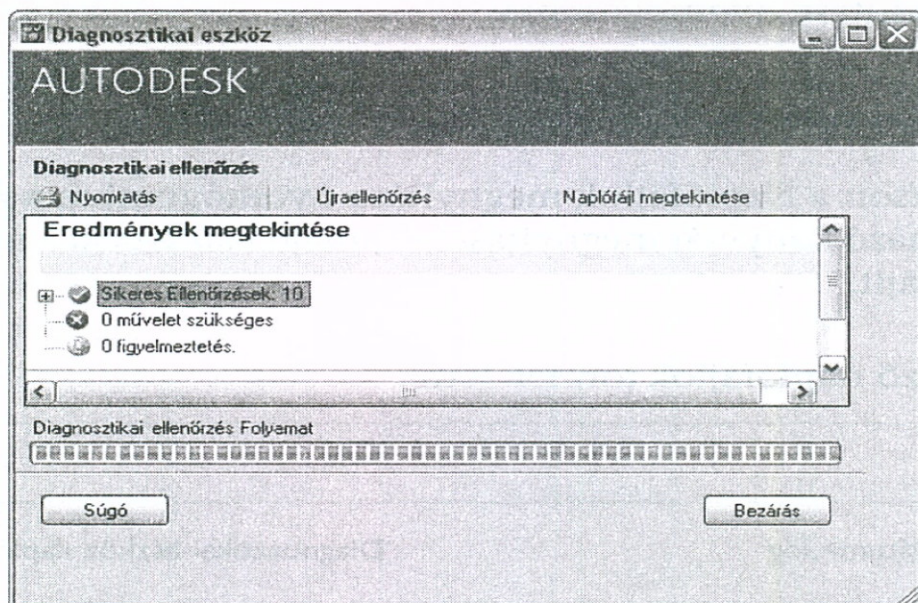 Diagnosztikai eszköz
AUTODESK
Diagnosztikai ellenőrzés
Nyomtatás Újraellenőrzés Naplófájl megtekintése
Eredmények megtekintése
Sikeres Ellenőrzések: 10
0 művelet szükséges
0 figyelmeztetés.
Diagnosztikai ellenőrzés Folyamat
Súgó Bezárás